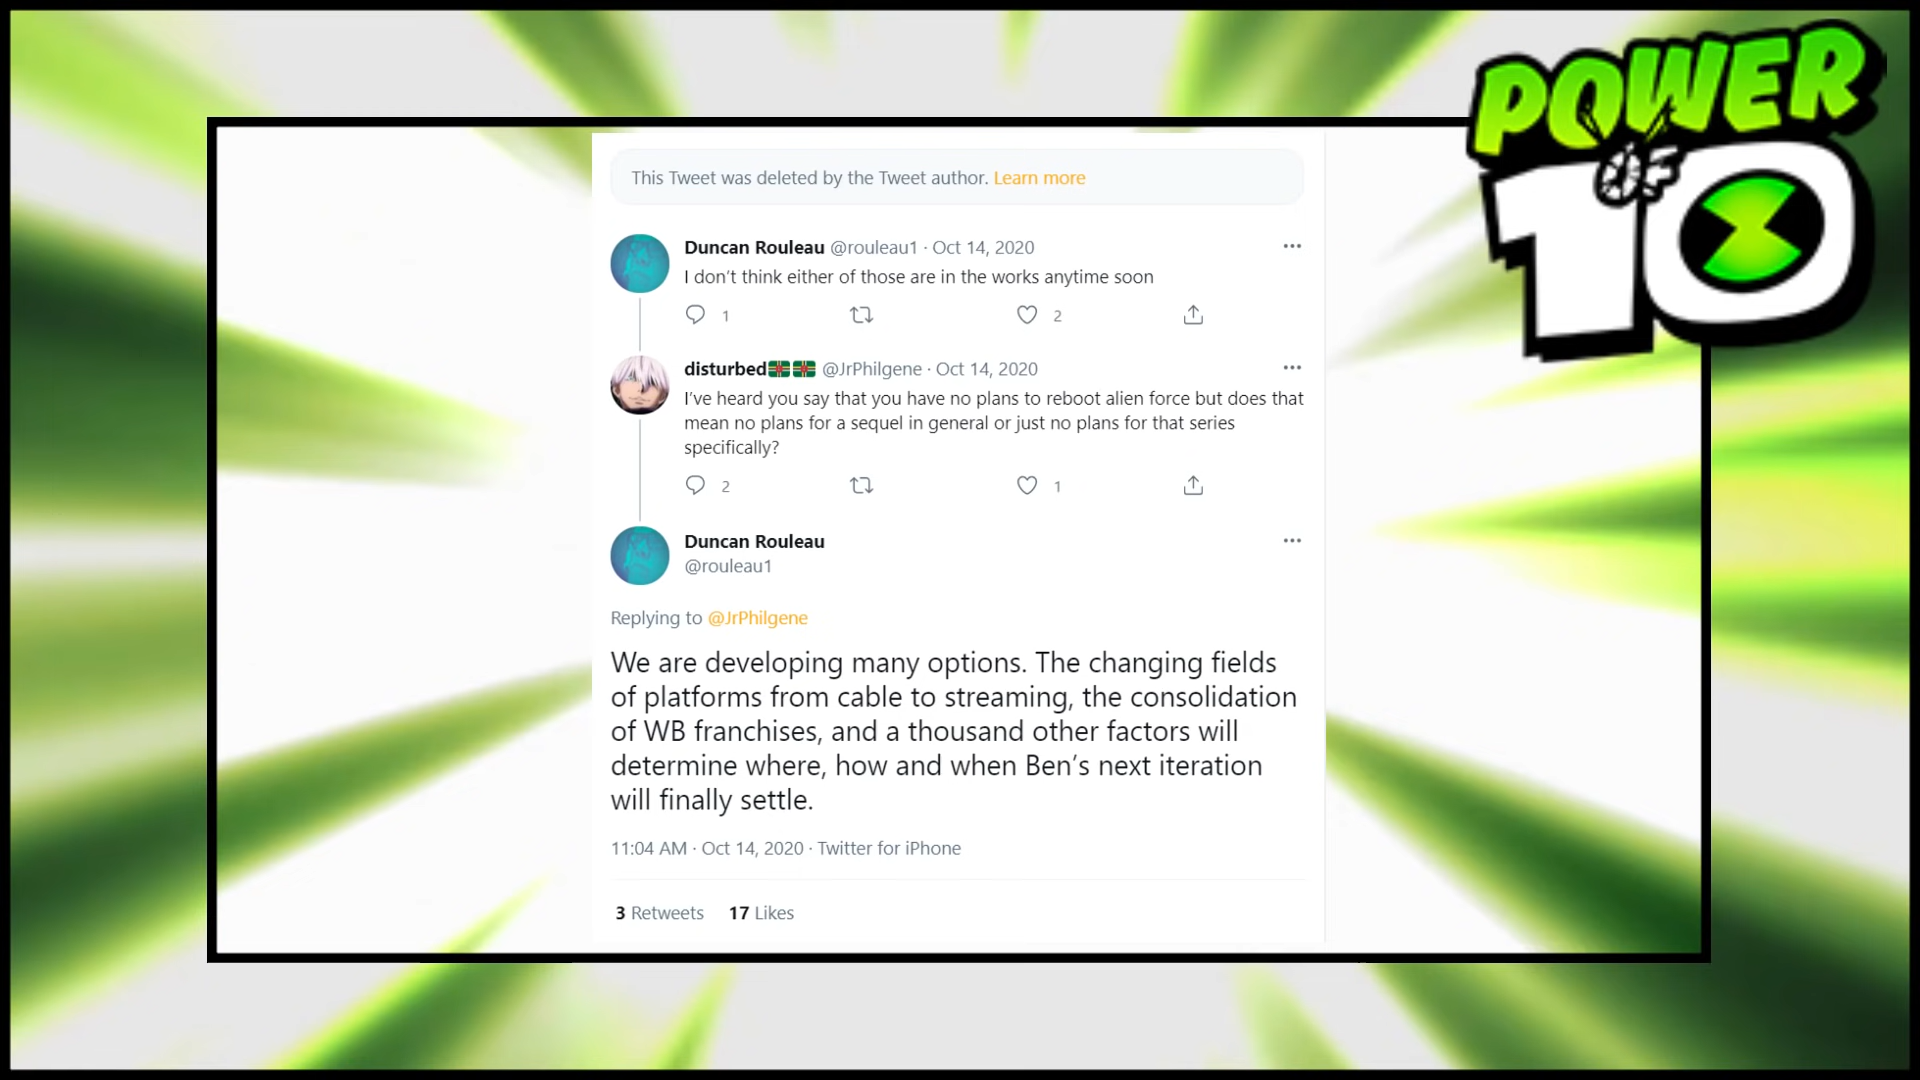 POWER
OF
10
This Tweet was deleted by the Tweet author. Learn more
Duncan Rouleau @rouleau1 · Oct 14, 2020
I don’t think either of those are in the works anytime soon
1 2
disturbed🇩🇲🇩🇲 @JrPhilgene · Oct 14, 2020
I’ve heard you say that you have no plans to reboot alien force but does that
mean no plans for a sequel in general or just no plans for that series
specifically?
2 1
Duncan Rouleau
@rouleau1
Replying to @JrPhilgene
We are developing many options. The changing fields
of platforms from cable to streaming, the consolidation
of WB franchises, and a thousand other factors will
determine where, how and when Ben’s next iteration
will finally settle.
11:04 AM · Oct 14, 2020 · Twitter for iPhone
3 Retweets 17 Likes